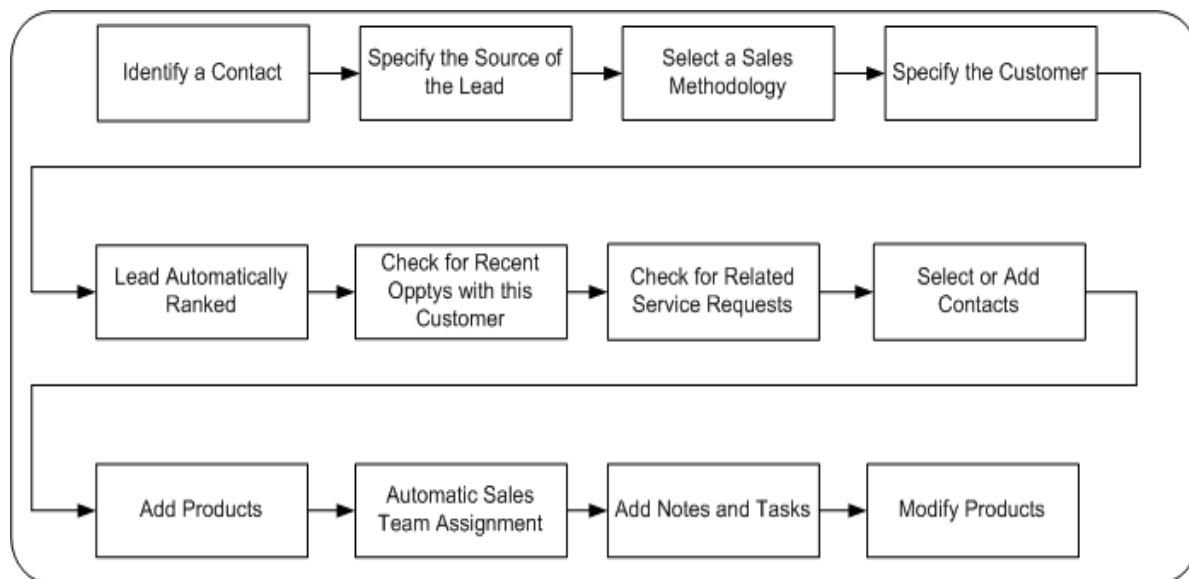 Identify a Contact
Specify the Source of
the Lead
Select a Sales
Methodology
Specify the Customer
Lead Automatically
Ranked
Check for Recent
Opptys with this
Customer
Check for Related
Service Requests
Select or Add
Contacts
Add Products
Automatic Sales
Team Assignment
Add Notes and Tasks
Modify Products